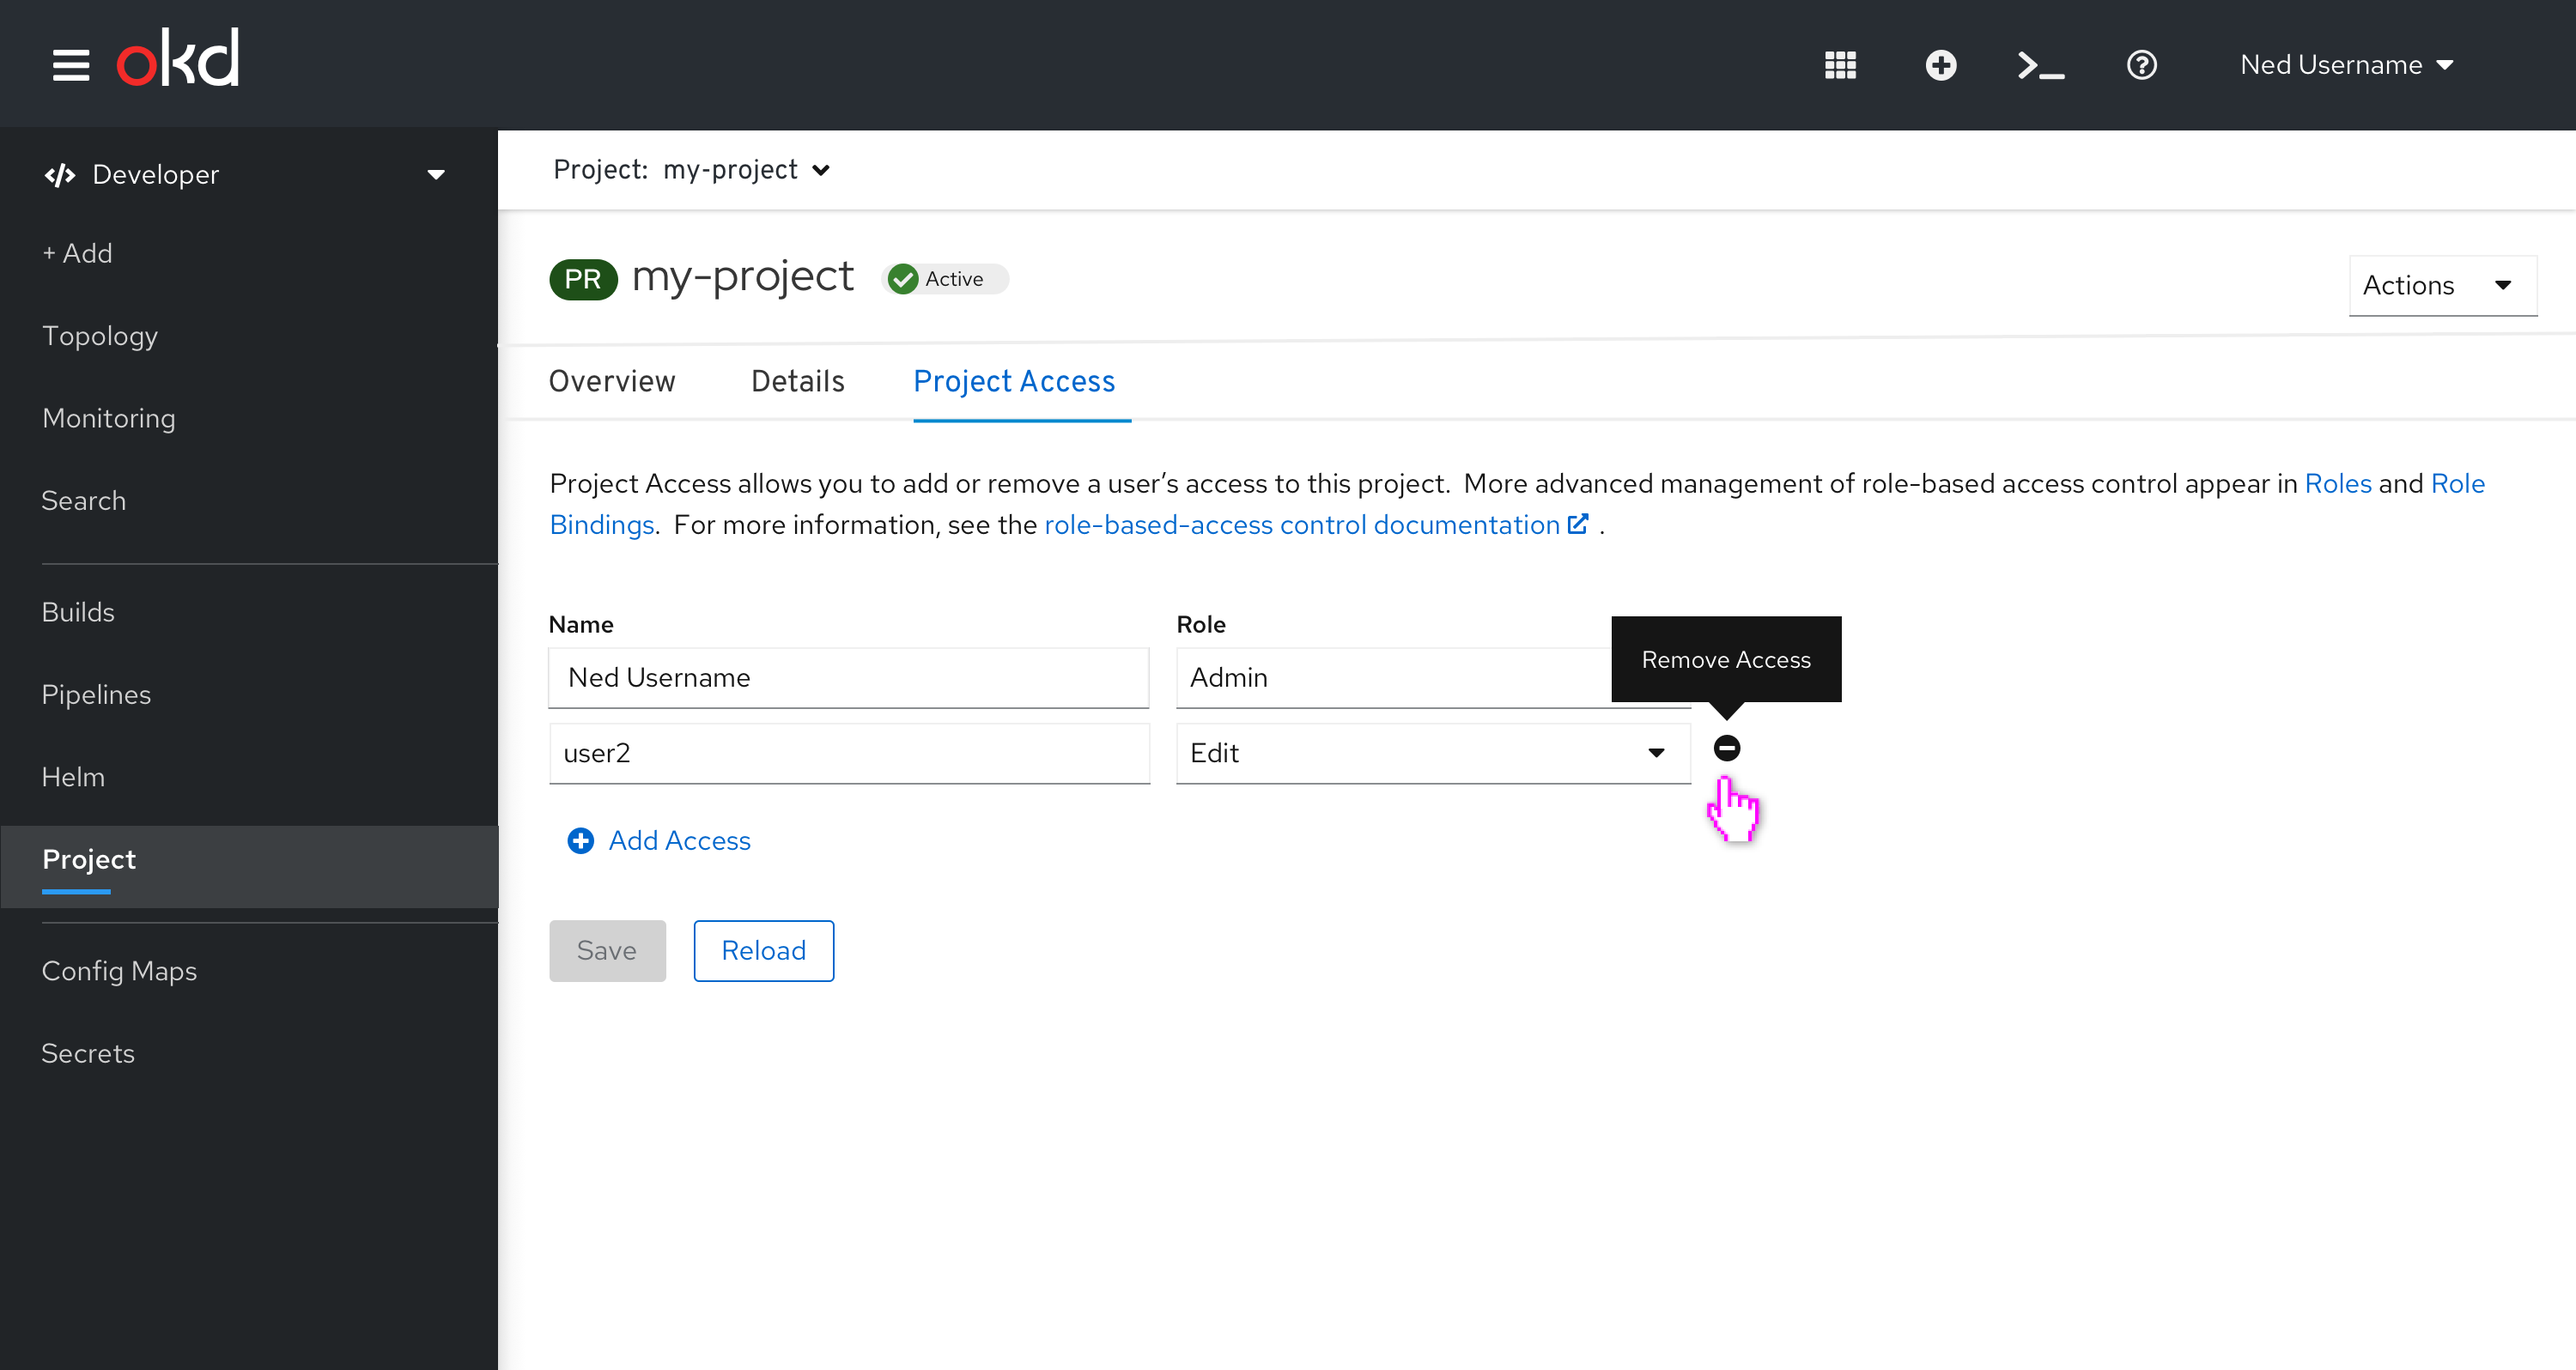 okd
Ned Username
Developer
+ Add
Topology
Monitoring
Search
Builds
Pipelines
Helm
Project
Config Maps
Secrets
Project: my-project
PR my-project Active
Actions
Overview Details Project Access
Project Access allows you to add or remove a user’s access to this project. More advanced management of role-based access control appear in Roles and Role
Bindings. For more information, see the role-based-access control documentation .
Name Role
Remove Access
Ned Username Admin
user2 Edit
Add Access
Save Reload